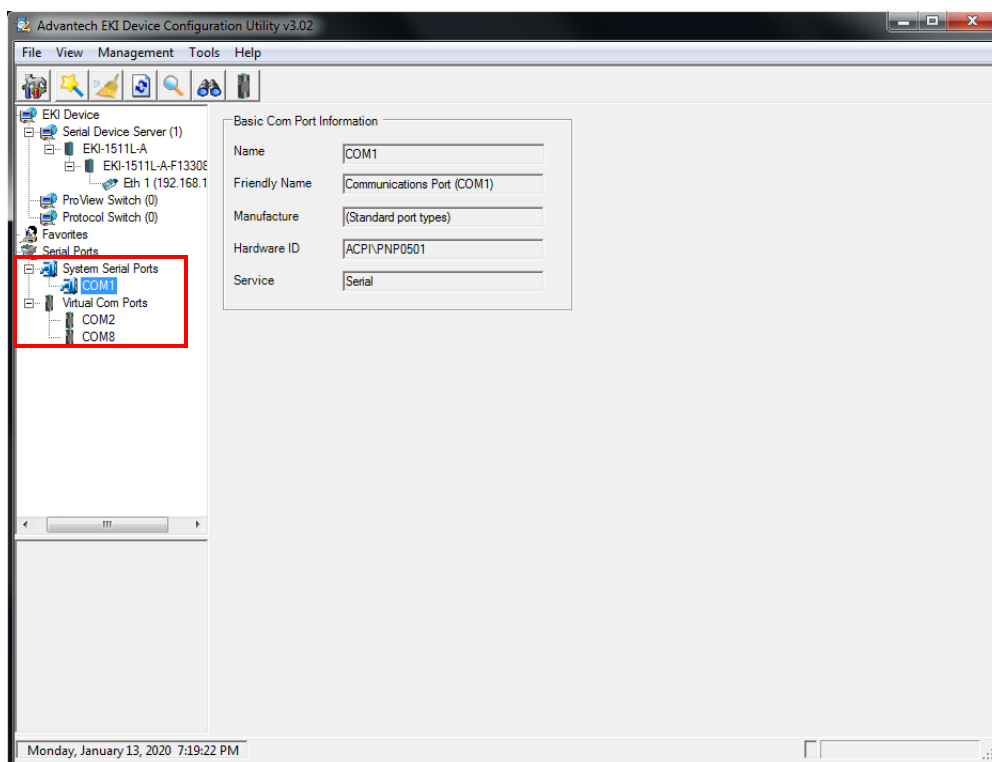 Advantech EKI Device Configuration Utility v3.02
File View Management Tools Help
EKI Device
Serial Device Server (1)
EKI-1511L-A
EKI-1511L-A-F13308
Eth 1 (192.168.1
ProView Switch (0)
Protocol Switch (0)
Favorites
Serial Ports
System Serial Ports
COM1
Virtual Com Ports
COM2
COM8
Basic Com Port Information
Name COM1
Friendly Name Communications Port (COM1)
Manufacture (Standard port types)
Hardware ID ACPI\PNP0501
Service Serial
Monday, January 13, 2020 7:19:22 PM